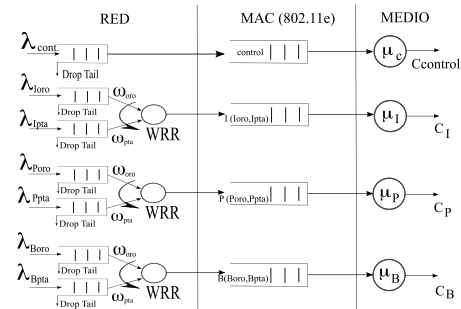 RED MAC (802.11e) MEDIO
λcont. control μc Ccontrol
Drop Tail
λIoro ωoro
Drop Tail
λIpta I (Ioro,Ipta) μI CI
Drop Tail ωpta WRR
λPoro ωoro
Drop Tail
λPpta P (Poro,Ppta) μP CP
Drop Tail ωpta WRR
λBoro ωoro
Drop Tail
λBpta B(Boro,Bpta) μB CB
Drop Tail ωpta WRR